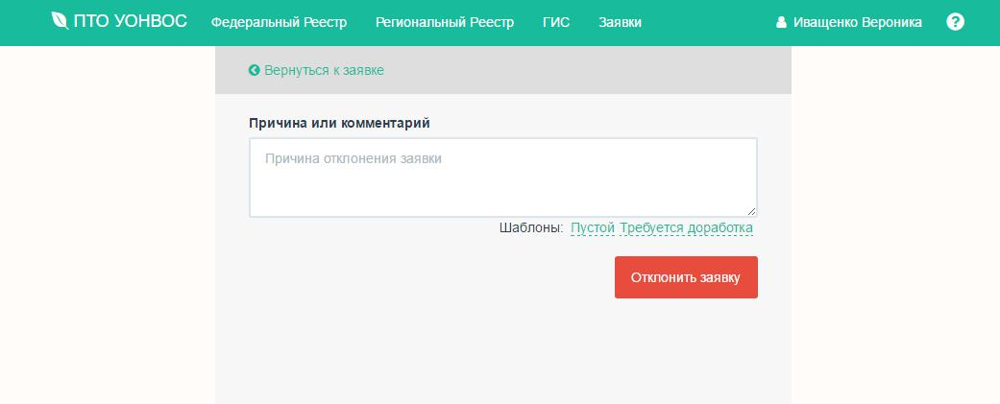 ПТО УОНВОС Федеральный Реестр Региональный Реестр ГИС Заявки Иващенко Вероника ?
Вернуться к заявке
Причина или комментарий
Причина отклонения заявки
Шаблоны: Пустой Требуется доработка
Отклонить заявку